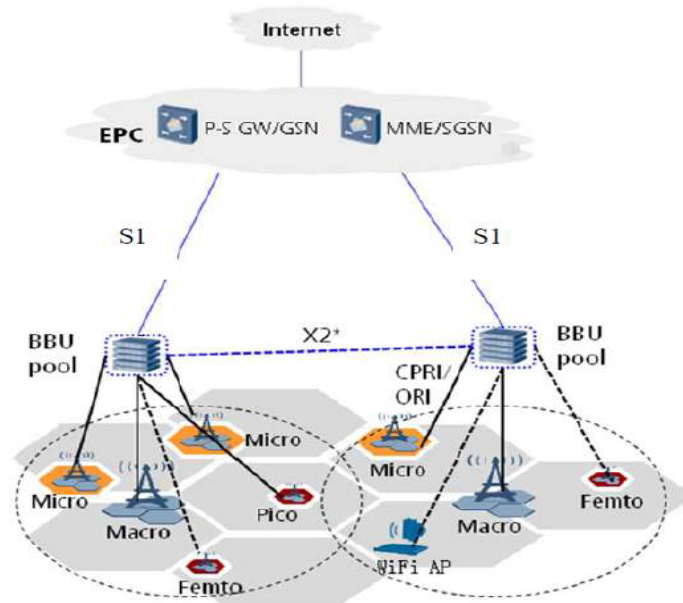 Internet
EPC
P-S GW/GSN
MME/SGSN
S1
S1
BBU
pool
X2*
BBU
pool
CPRI/
ORI
Micro
Micro
Micro
Macro
Pico
Macro
Femto
WiFi AP
Femto